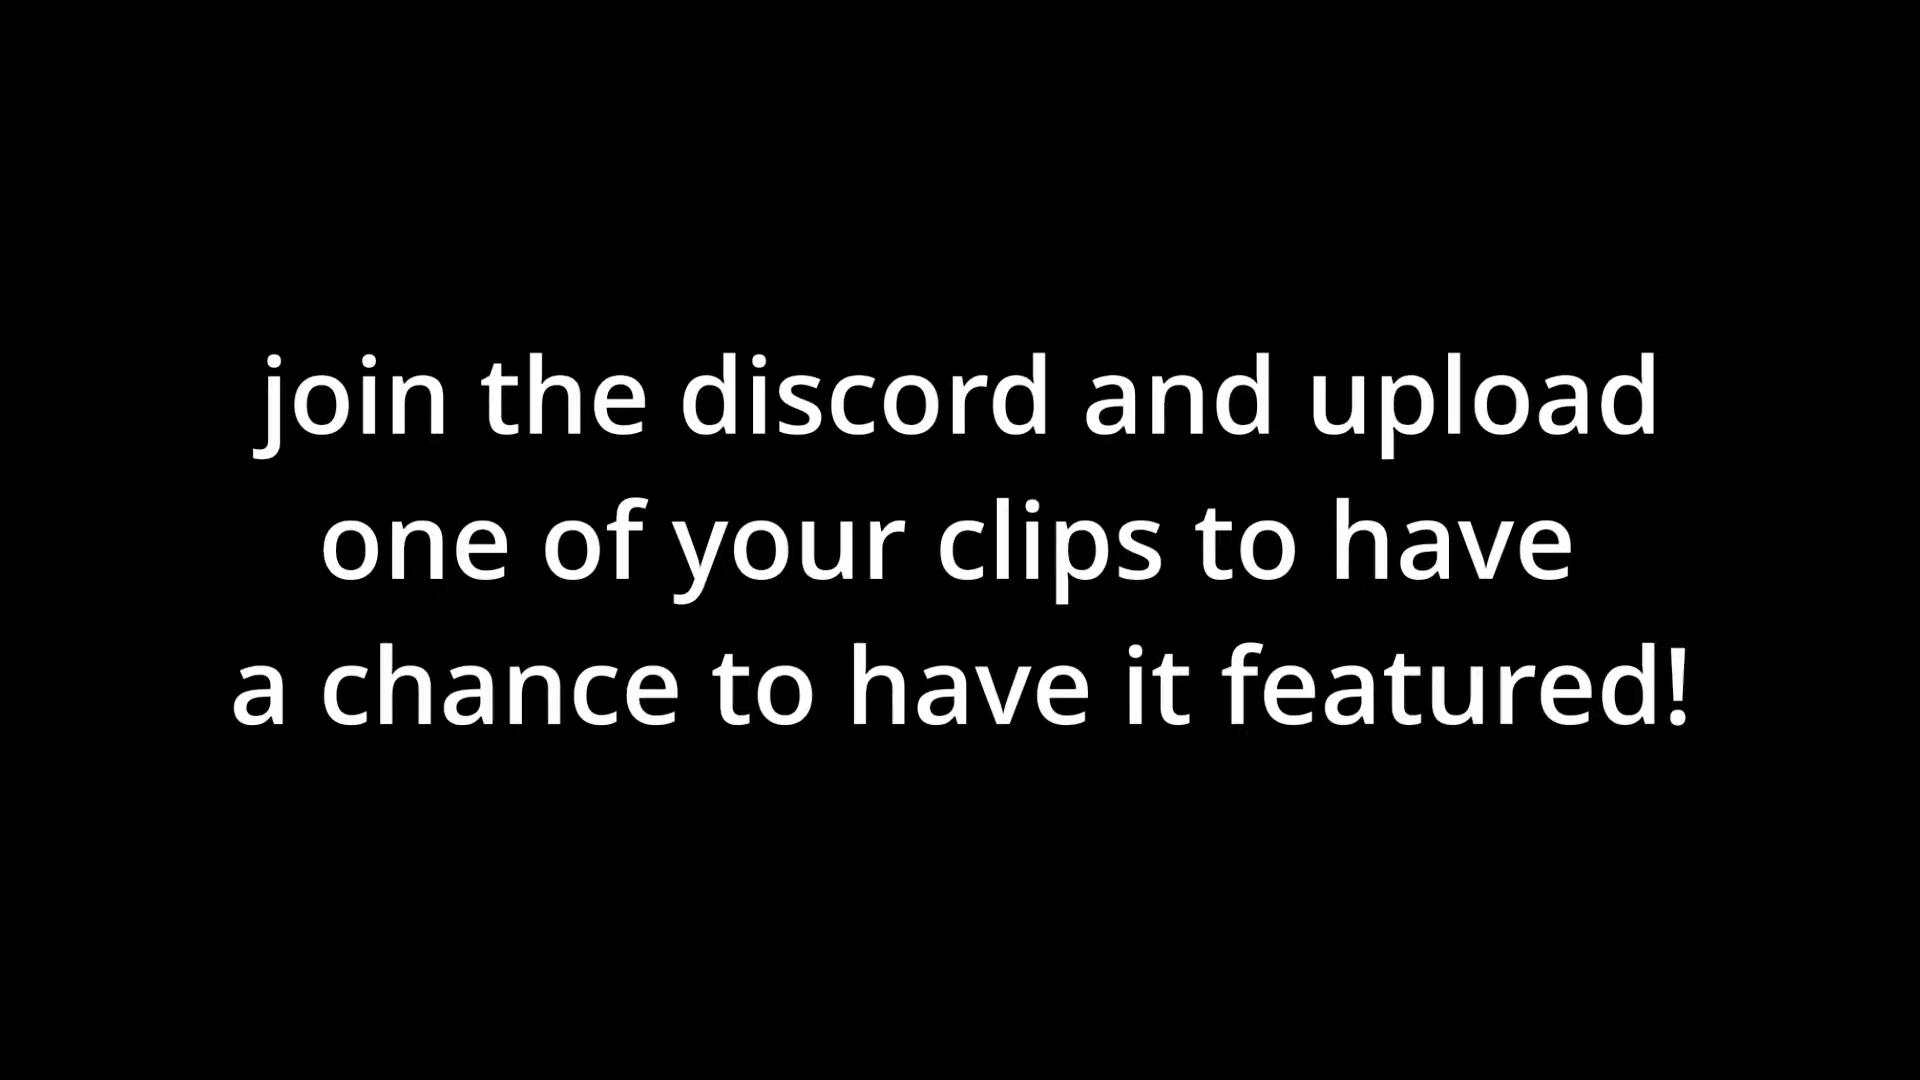 join the discord and upload
one of your clips to have
a chance to have it featured!